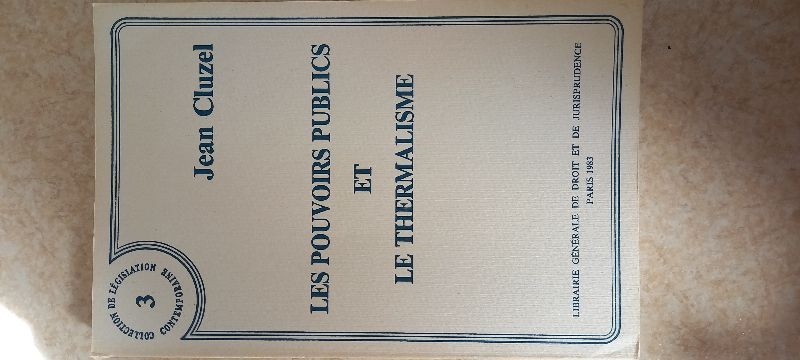 COLLECTION DE LÉGISLATION
CONTEMPORAINE
3
Jean Cluzel
LES POUVOIRS PUBLICS
ET
LE THERMALISME
LIBRAIRIE GÉNÉRALE DE DROIT ET DE JURISPRUDENCE
PARIS 1983